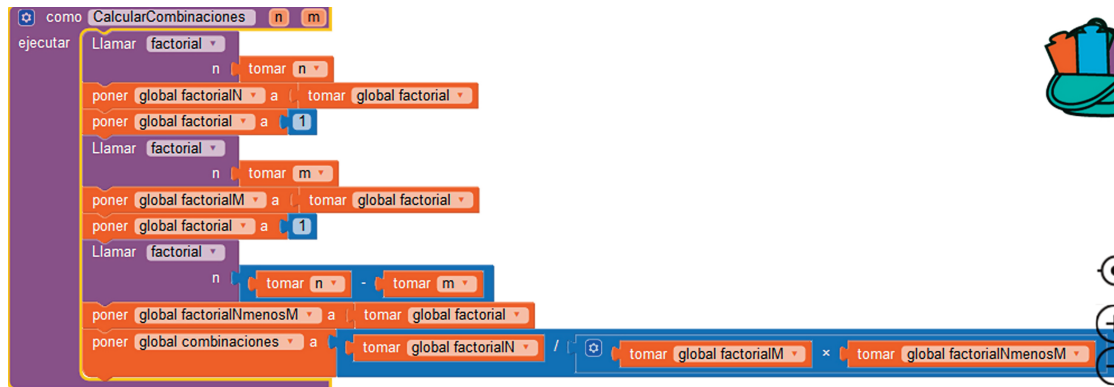 como CalcularCombinaciones n m
ejecutar Llamar factorial
n tomar n
poner global factorialN a tomar global factorial
poner global factorial a 1
Llamar factorial
n tomar m
poner global factorialM a tomar global factorial
poner global factorial a 1
Llamar factorial
n tomar n - tomar m
poner global factorialNmenosM a tomar global factorial
poner global combinaciones a tomar global factorialN / tomar global factorialM × tomar global factorialNmenosM